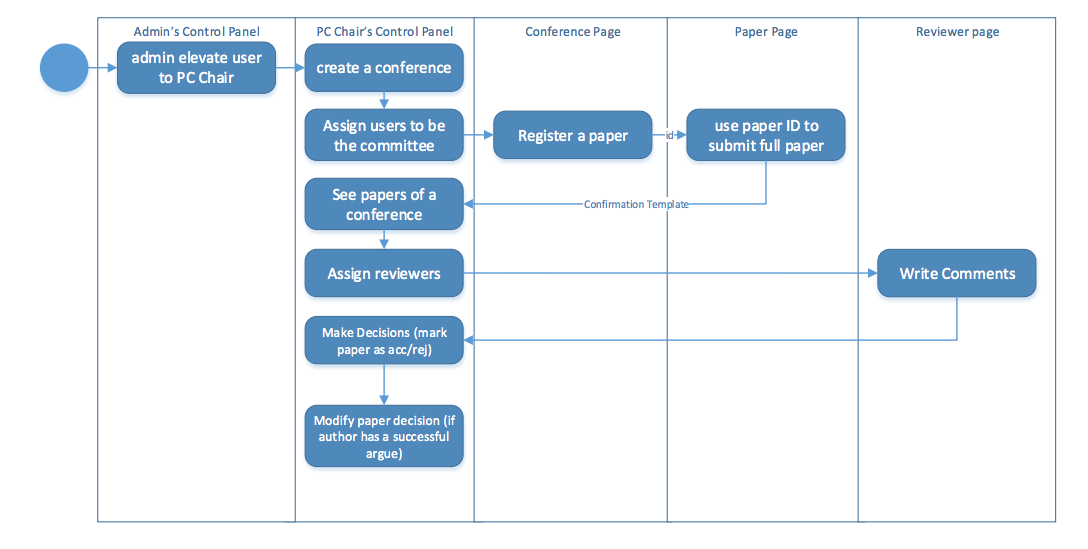 Admin's Control Panel
PC Chair's Control Panel
Conference Page
Paper Page
Reviewer page
admin elevate user
to PC Chair
create a conference
Assign users to be
the committee
Register a paper
id
use paper ID to
submit full paper
See papers of a
conference
Confirmation Template
Assign reviewers
Write Comments
Make Decisions (mark
paper as acc/rej)
Modify paper decision (if
author has a successful
argue)